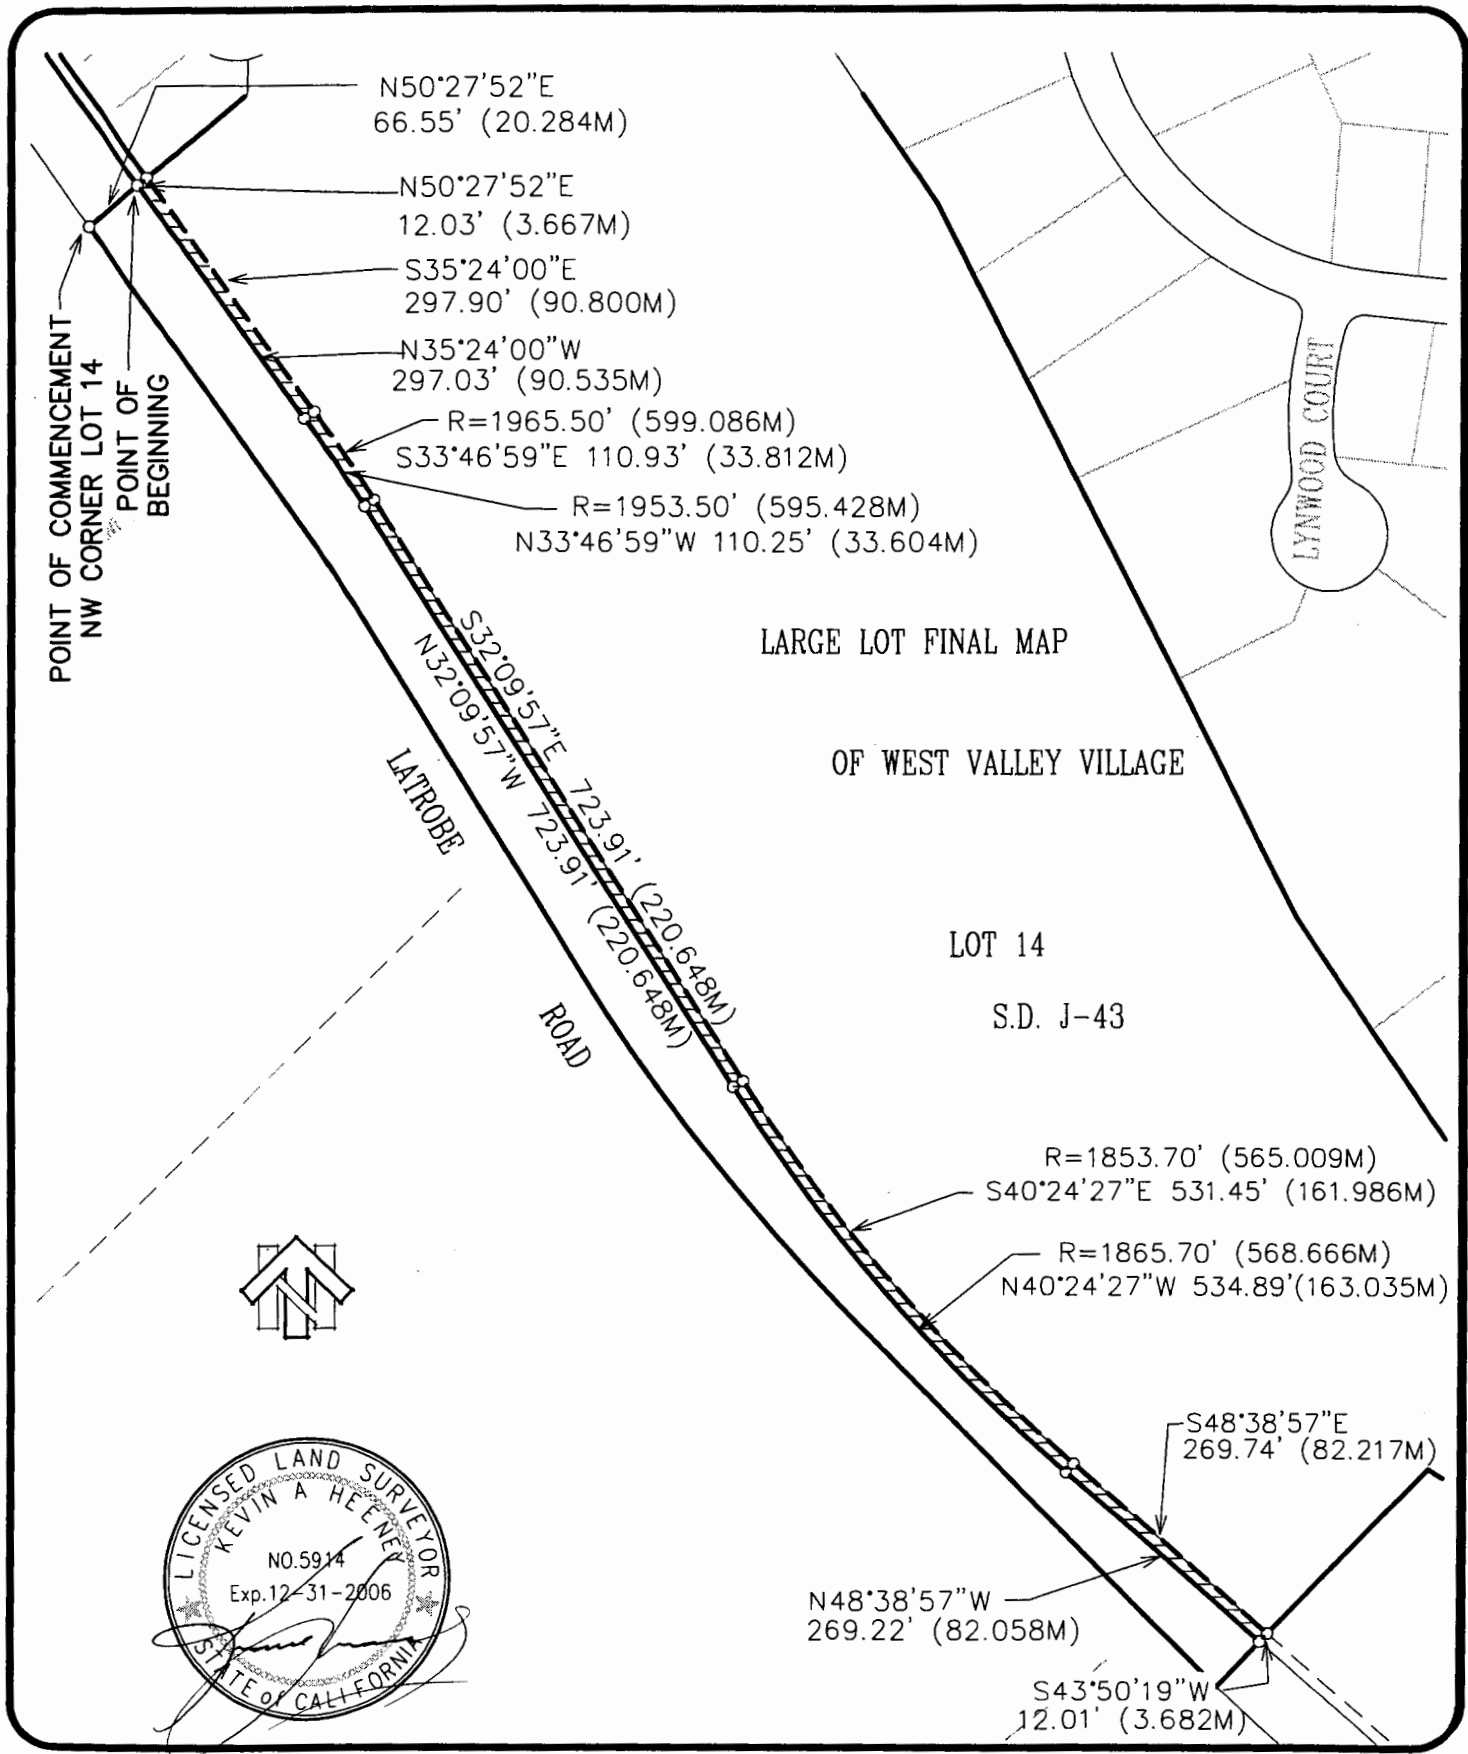 N50°27'52"E
66.55' (20.284M)
N50°27'52"E
12.03' (3.667M)
S35°24'00"E
297.90' (90.800M)
N35°24'00"W
297.03' (90.535M)
R=1965.50' (599.086M)
S33°46'59"E 110.93' (33.812M)
R=1953.50' (595.428M)
N33°46'59"W 110.25' (33.604M)
POINT OF COMMENCEMENT
NW CORNER LOT 14
POINT OF
BEGINNING
LYNWOOD COURT
S32°09'57"E 723.91' (220.648M)
N32°09'57"W 723.91' (220.648M)
LARGE LOT FINAL MAP
OF WEST VALLEY VILLAGE
LATROBE
ROAD
LOT 14
S.D. J-43
R=1853.70' (565.009M)
S40°24'27"E 531.45' (161.986M)
R=1865.70' (568.666M)
N40°24'27"W 534.89'(163.035M)
N
S48°38'57"E
269.74' (82.217M)
N48°38'57"W
269.22' (82.058M)
S43°50'19"W
12.01' (3.682M)
LICENSED LAND SURVEYOR
KEVIN A HEENEY
NO.5914
Exp.12-31-2006
STATE of CALIFORNIA